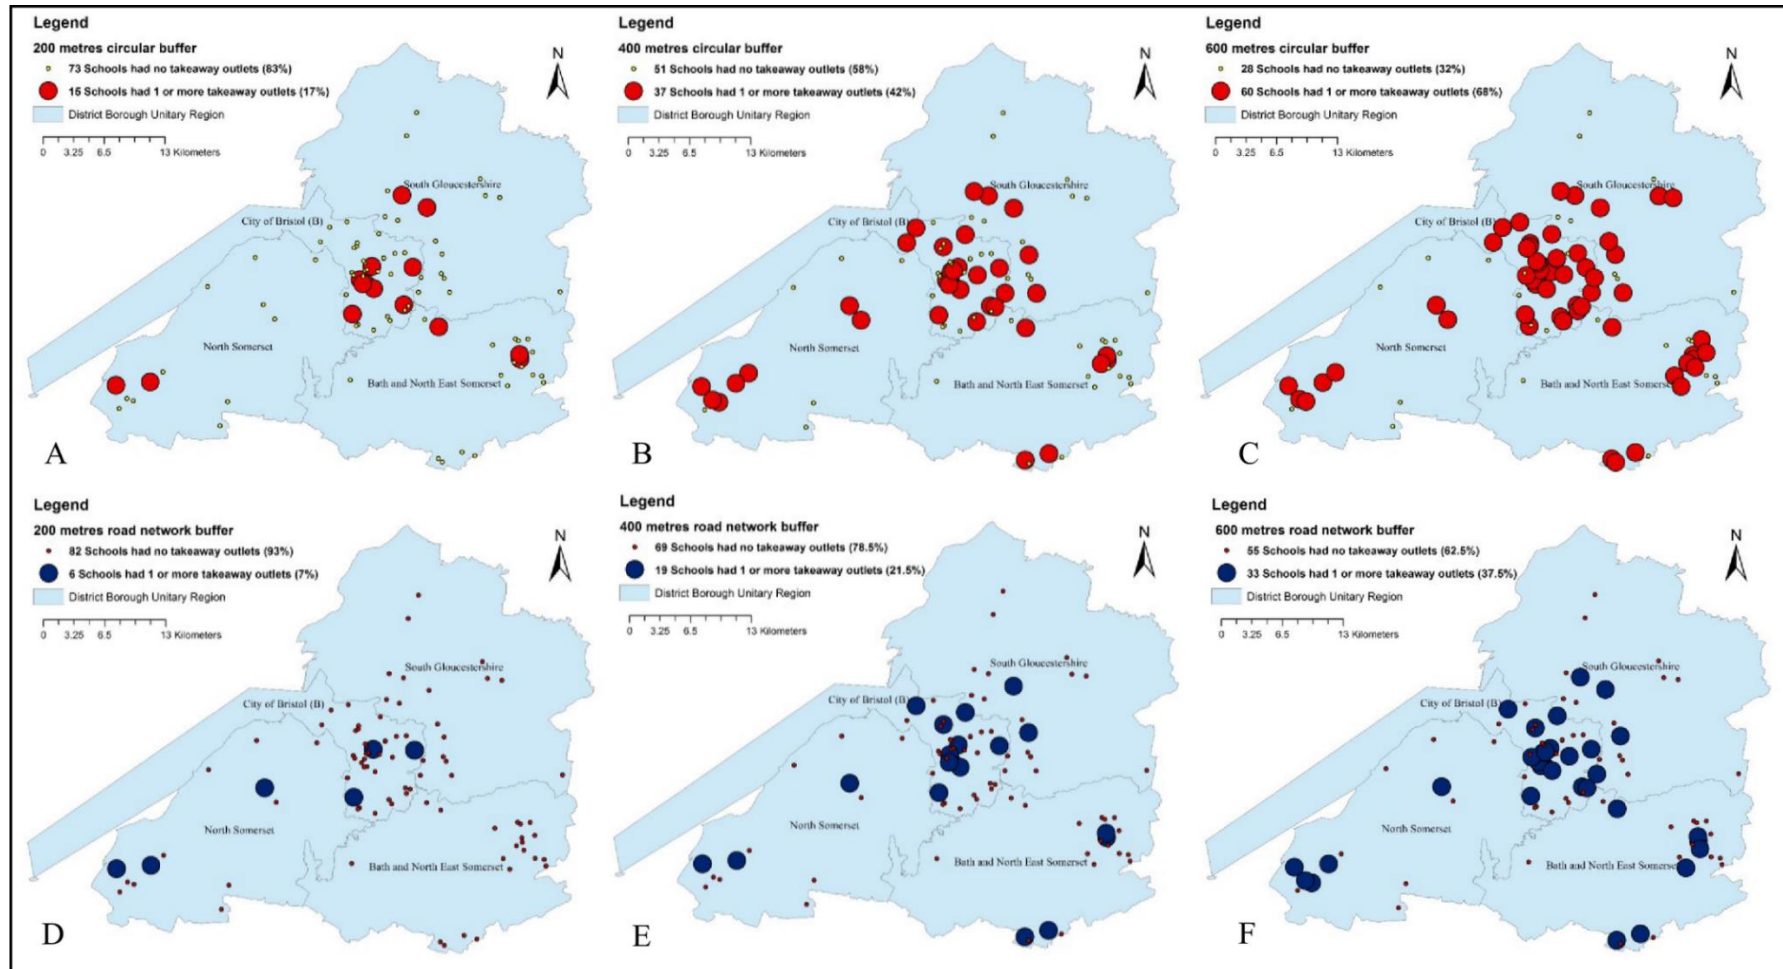 Legend
200 metres circular buffer
73 Schools had no takeaway outlets (83%)
15 Schools had 1 or more takeaway outlets (17%)
District Borough Unitary Region
0 3.25 6.5 13 Kilometers
N
South Gloucestershire
City of Bristol (B)
North Somerset
Bath and North East Somerset
A
Legend
400 metres circular buffer
51 Schools had no takeaway outlets (58%)
37 Schools had 1 or more takeaway outlets (42%)
District Borough Unitary Region
0 3.25 6.5 13 Kilometers
N
South Gloucestershire
City of Bristol (B)
North Somerset
Bath and North East Somerset
B
Legend
600 metres circular buffer
28 Schools had no takeaway outlets (32%)
60 Schools had 1 or more takeaway outlets (68%)
District Borough Unitary Region
0 3.25 6.5 13 Kilometers
N
South Gloucestershire
City of Bristol (B)
North Somerset
Bath and North East Somerset
C
Legend
200 metres road network buffer
82 Schools had no takeaway outlets (93%)
6 Schools had 1 or more takeaway outlets (7%)
District Borough Unitary Region
0 3.25 6.5 13 Kilometers
N
South Gloucestershire
City of Bristol (B)
North Somerset
Bath and North East Somerset
D
Legend
400 metres road network buffer
69 Schools had no takeaway outlets (78.5%)
19 Schools had 1 or more takeaway outlets (21.5%)
District Borough Unitary Region
0 3.25 6.5 13 Kilometers
N
South Gloucestershire
City of Bristol (B)
North Somerset
Bath and North East Somerset
E
Legend
600 metres road network buffer
55 Schools had no takeaway outlets (62.5%)
33 Schools had 1 or more takeaway outlets (37.5%)
District Borough Unitary Region
0 3.25 6.5 13 Kilometers
N
South Gloucestershire
City of Bristol (B)
North Somerset
Bath and North East Somerset
F